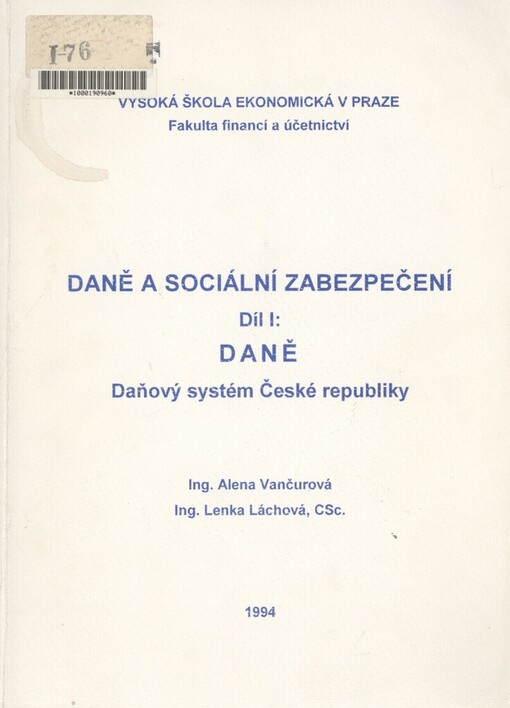 I-76
*1000190960*
VYSOKÁ ŠKOLA EKONOMICKÁ V PRAZE
Fakulta financí a účetnictví
DANĚ A SOCIÁLNÍ ZABEZPEČENÍ
Díl I:
DANĚ
Daňový systém České republiky
Ing. Alena Vančurová
Ing. Lenka Láchová, CSc.
1994